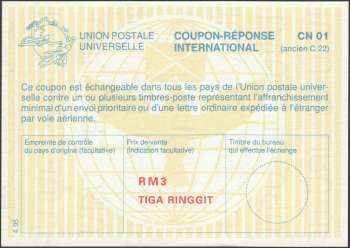 UNION POSTALE
UNIVERSELLE
COUPON-RÉPONSE
INTERNATIONAL
CN 01
(ancien C 22)
Ce coupon est échangeable dans tous les pays de l'Union postale univer-
selle contre un ou plusieurs timbres-poste représentant l'affranchissement
minimal d'un envoi prioritaire ou d'une lettre ordinaire expédiée à l'étranger
par voie aérienne.
Empreinte de contrôle
du pays d'origine (facultative)
Prix de vente
(indication facultative)
Timbre du bureau
qui effectue l'échange
RM3
TIGA RINGGIT
4.95